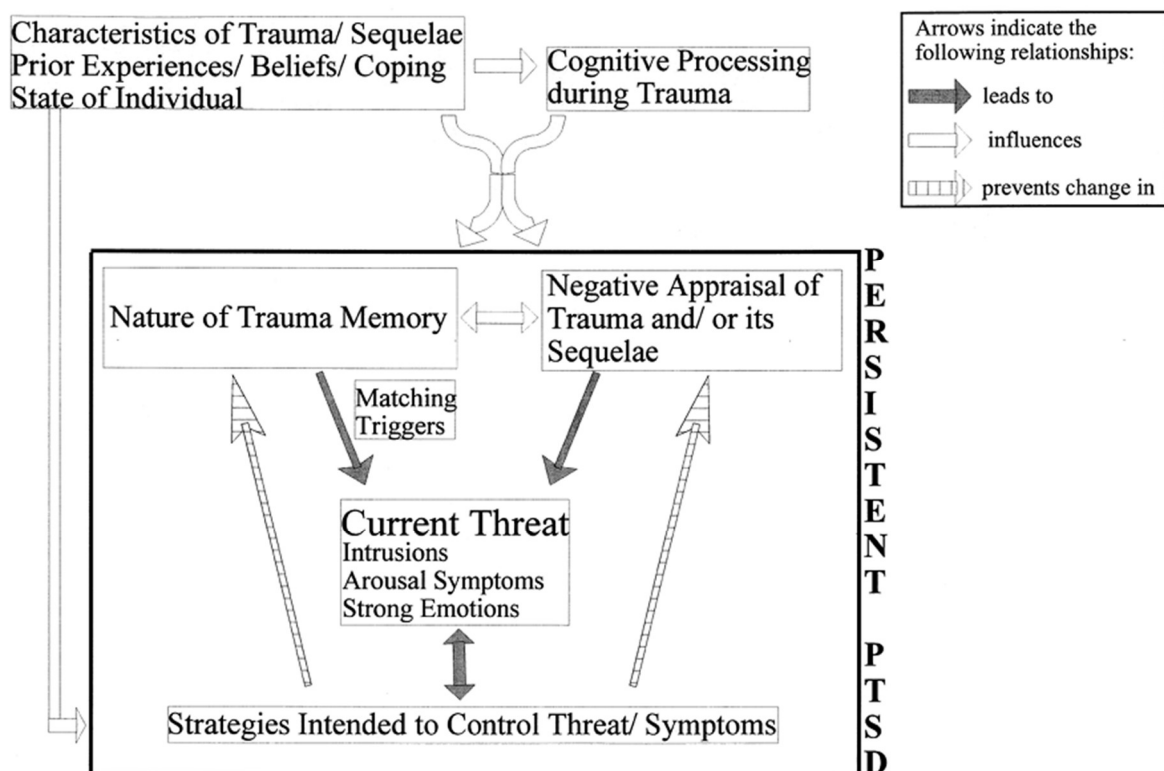 Characteristics of Trauma/ Sequelae
Prior Experiences/ Beliefs/ Coping
State of Individual
Cognitive Processing
during Trauma
Arrows indicate the
following relationships:
leads to
influences
prevents change in
Nature of Trauma Memory
Negative Appraisal of
Trauma and/ or its
Sequelae
Matching
Triggers
Current Threat
Intrusions
Arousal Symptoms
Strong Emotions
Strategies Intended to Control Threat/ Symptoms
PERSISTENT PTSD